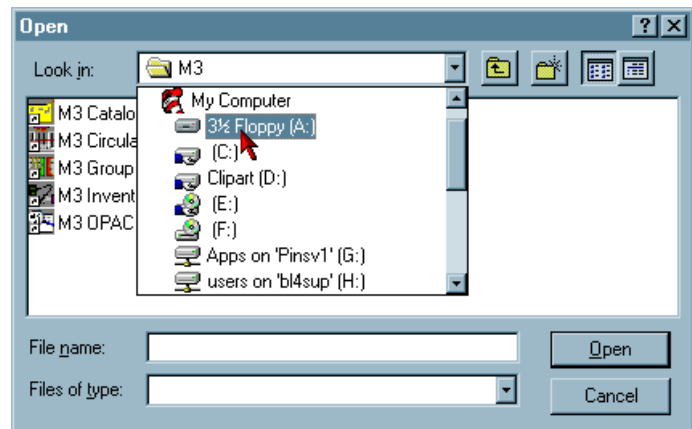 Open
Look in: M3
My Computer
3½ Floppy (A:)
(C:)
Clipart (D:)
(E:)
(F:)
Apps on 'Pinsv1' (G:)
users on 'bl4sup' (H:)
M3 Catalo
M3 Circula
M3 Group
M3 Invent
M3 OPAC
File name:
Open
Files of type:
Cancel